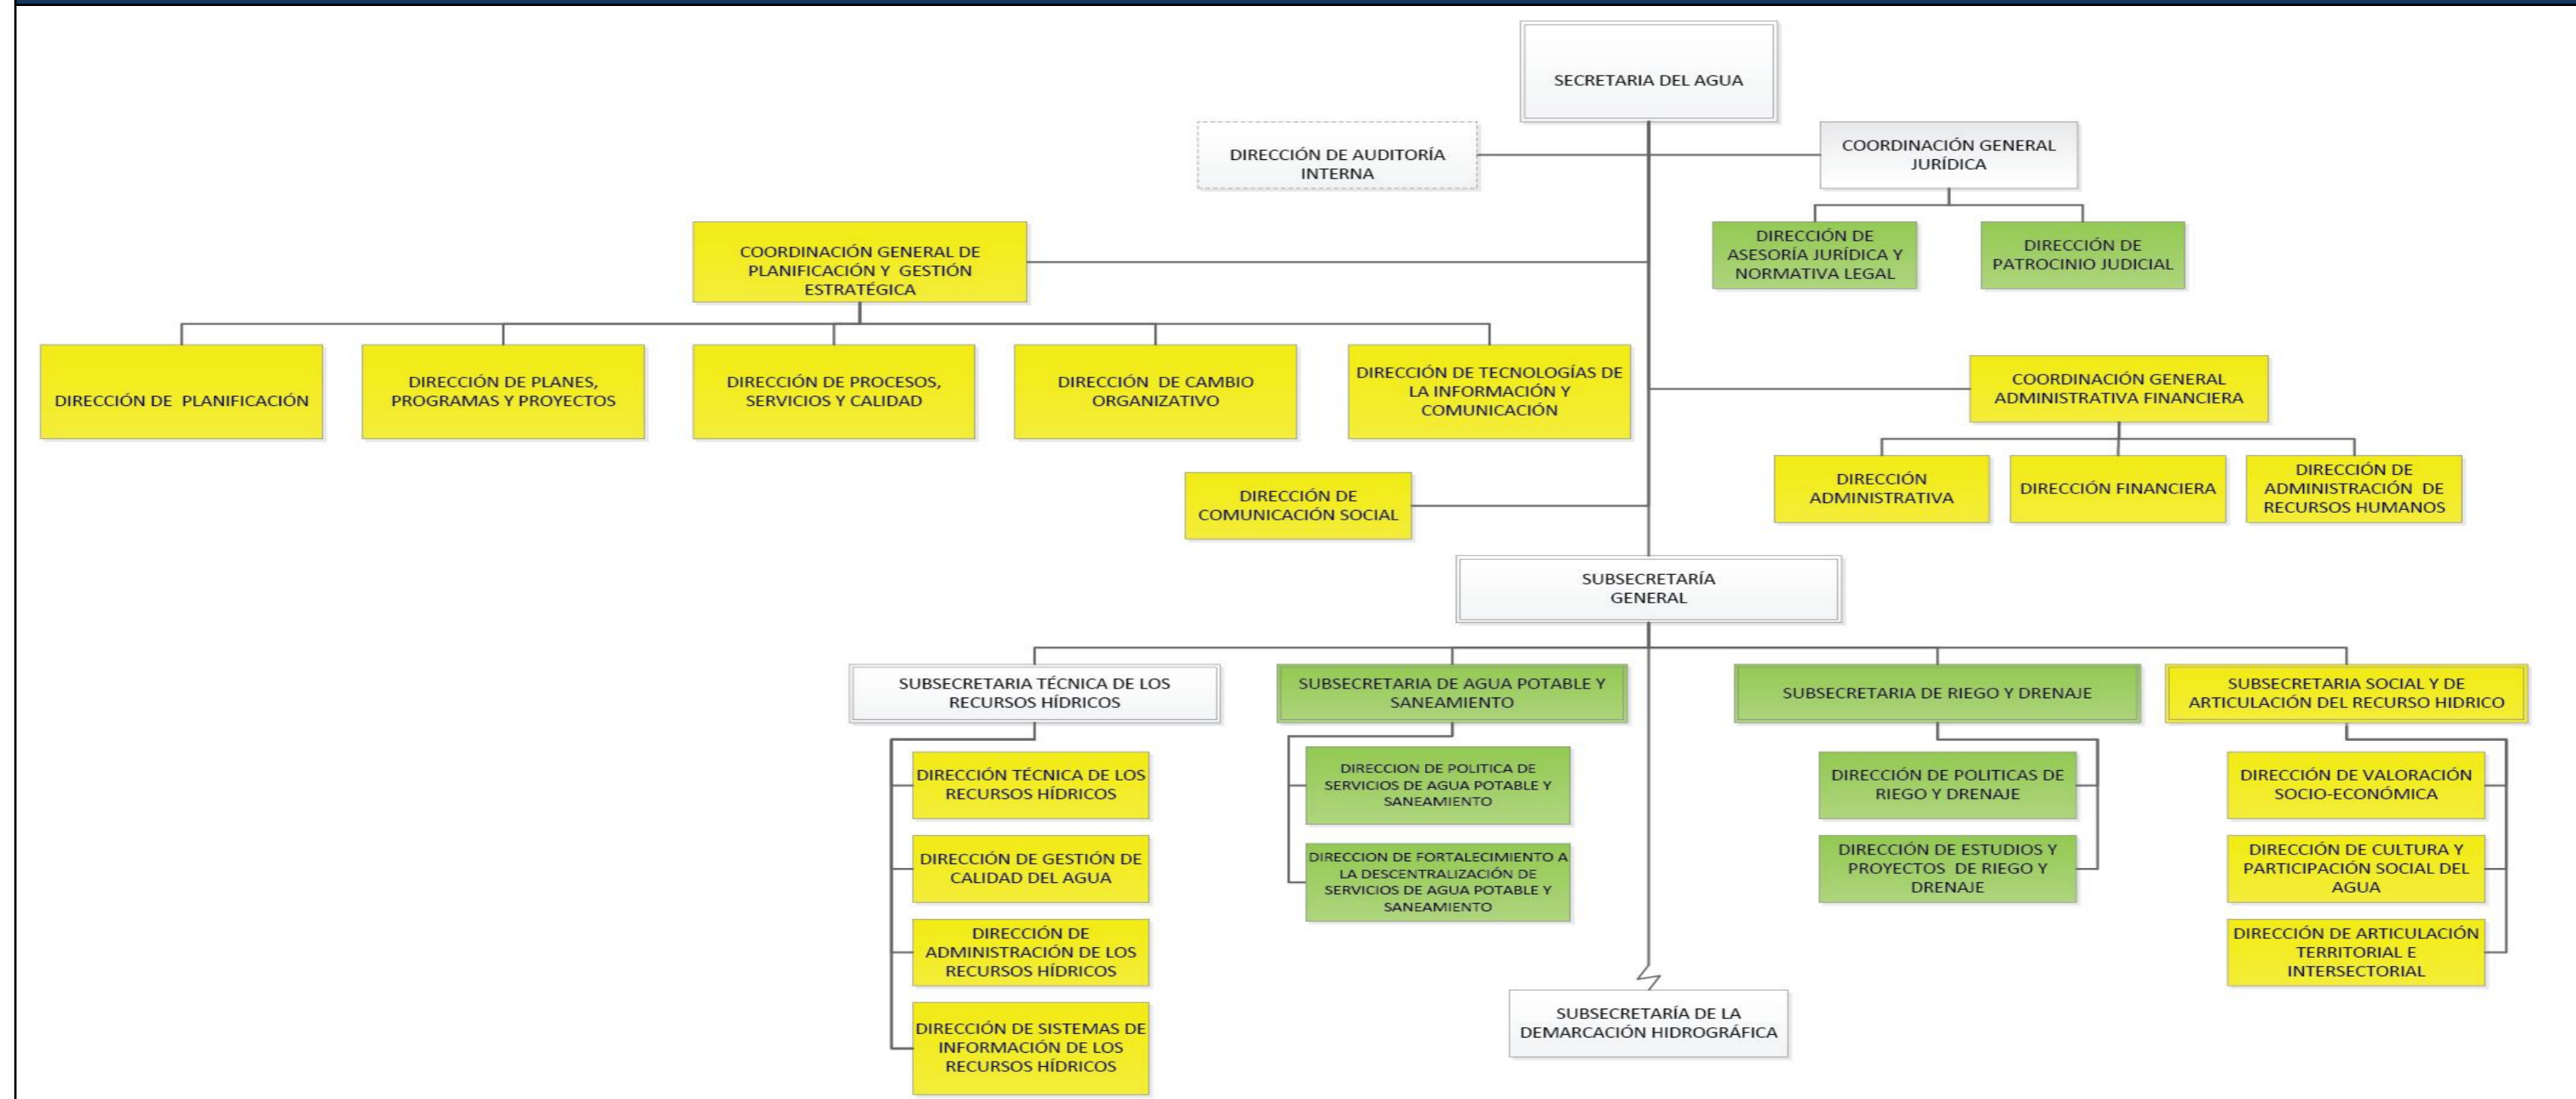 SECRETARIA DEL AGUA
DIRECCIÓN DE AUDITORÍA
INTERNA
COORDINACIÓN GENERAL
JURÍDICA
DIRECCIÓN DE
ASESORÍA JURÍDICA Y
NORMATIVA LEGAL
DIRECCIÓN DE
PATROCINIO JUDICIAL
COORDINACIÓN GENERAL DE
PLANIFICACIÓN Y GESTIÓN
ESTRATÉGICA
DIRECCIÓN DE PLANIFICACIÓN
DIRECCIÓN DE PLANES,
PROGRAMAS Y PROYECTOS
DIRECCIÓN DE PROCESOS,
SERVICIOS Y CALIDAD
DIRECCIÓN DE CAMBIO
ORGANIZATIVO
DIRECCIÓN DE TECNOLOGÍAS DE
LA INFORMACIÓN Y
COMUNICACIÓN
COORDINACIÓN GENERAL
ADMINISTRATIVA FINANCIERA
DIRECCIÓN
ADMINISTRATIVA
DIRECCIÓN FINANCIERA
DIRECCIÓN DE
ADMINISTRACIÓN DE
RECURSOS HUMANOS
DIRECCIÓN DE
COMUNICACIÓN SOCIAL
SUBSECRETARÍA
GENERAL
SUBSECRETARIA TÉCNICA DE LOS
RECURSOS HÍDRICOS
DIRECCIÓN TÉCNICA DE LOS
RECURSOS HÍDRICOS
DIRECCIÓN DE GESTIÓN DE
CALIDAD DEL AGUA
DIRECCIÓN DE
ADMINISTRACIÓN DE LOS
RECURSOS HÍDRICOS
DIRECCIÓN DE SISTEMAS DE
INFORMACIÓN DE LOS
RECURSOS HÍDRICOS
SUBSECRETARIA DE AGUA POTABLE Y
SANEAMIENTO
DIRECCION DE POLITICA DE
SERVICIOS DE AGUA POTABLE Y
SANEAMIENTO
DIRECCION DE FORTALECIMIENTO A
LA DESCENTRALIZACIÓN DE
SERVICIOS DE AGUA POTABLE Y
SANEAMIENTO
SUBSECRETARIA DE RIEGO Y DRENAJE
DIRECCIÓN DE POLITICAS DE
RIEGO Y DRENAJE
DIRECCIÓN DE ESTUDIOS Y
PROYECTOS DE RIEGO Y
DRENAJE
SUBSECRETARIA SOCIAL Y DE
ARTICULACIÓN DEL RECURSO HIDRICO
DIRECCIÓN DE VALORACIÓN
SOCIO-ECONÓMICA
DIRECCIÓN DE CULTURA Y
PARTICIPACIÓN SOCIAL DEL
AGUA
DIRECCIÓN DE ARTICULACIÓN
TERRITORIAL E
INTERSECTORIAL
SUBSECRETARÍA DE LA
DEMARCACIÓN HIDROGRÁFICA